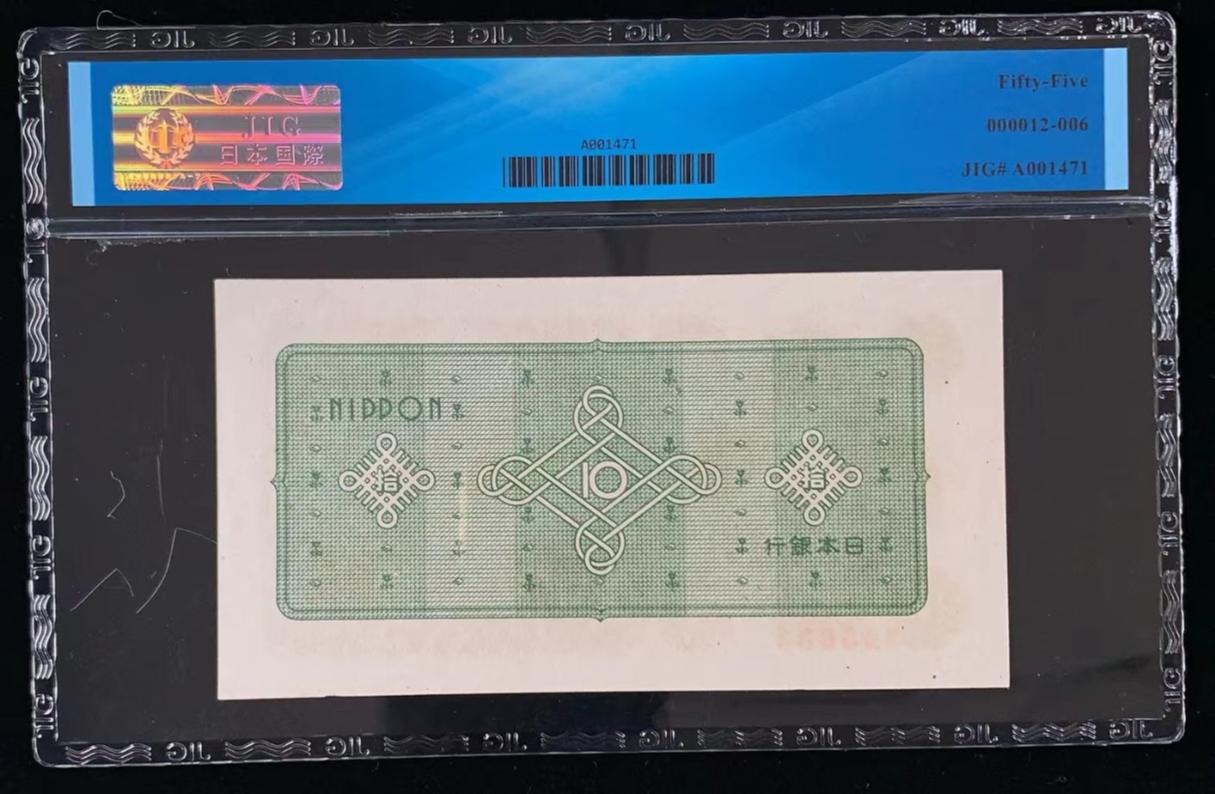 JIG
日本国際
A001471
Fifty-Five
000012-006
JIG# A001471
NIPPON
拾
10
拾
行銀本日